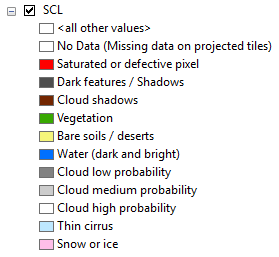 SCL
<all other values>
No Data (Missing data on projected tiles)
Saturated or defective pixel
Dark features / Shadows
Cloud shadows
Vegetation
Bare soils / deserts
Water (dark and bright)
Cloud low probability
Cloud medium probability
Cloud high probability
Thin cirrus
Snow or ice